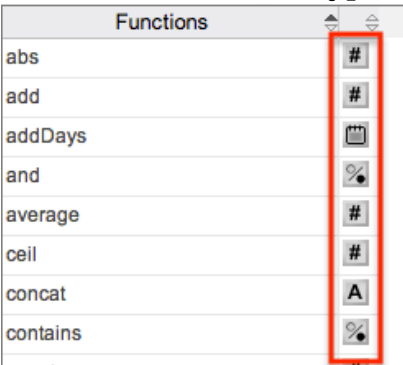 Functions
abs #
add #
addDays
and
average #
ceil #
concat A
contains